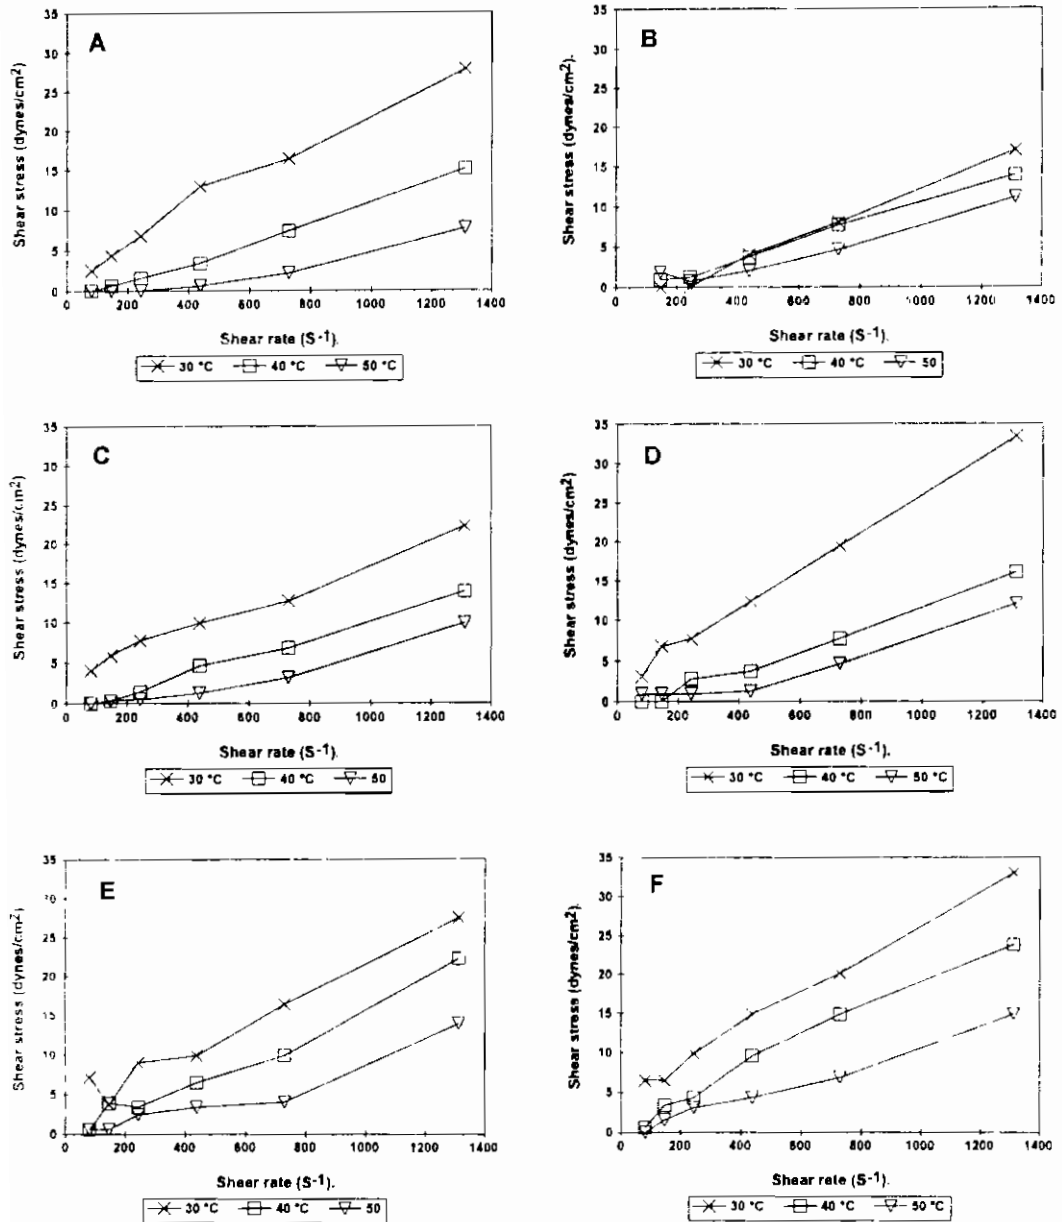 A
Shear stress (dynes/cm²)
35
30
25
20
15
10
5
0
0 200 400 600 800 1000 1200 1400
Shear rate (S⁻¹).
30 °C 40 °C 50 °C
B
Shear stress (dynes/cm²).
35
30
25
20
15
10
5
0
0 200 400 600 800 1000 1200 1400
Shear rate (S⁻¹).
30 °C 40 °C 50
C
Shear stress (dynes/cm²)
35
30
25
20
15
10
5
0
0 200 400 600 800 1000 1200 1400
Shear rate (S⁻¹).
30 °C 40 °C 50
D
Shear stress (dynes/cm²).
35
30
25
20
15
10
5
0
0 200 400 600 800 1000 1200 1400
Shear rate (S⁻¹).
30 °C 40 °C 50 °C
E
Shear stress (dynes/cm²)
35
30
25
20
15
10
5
0
0 200 400 600 800 1000 1200 1400
Shear rate (S⁻¹).
30 °C 40 °C 50
F
Shear stress (dynes/cm²).
35
30
25
20
15
10
5
0
0 200 400 600 800 1000 1200 1400
Shear rate (S⁻¹).
30 °C 40 °C 50 °C